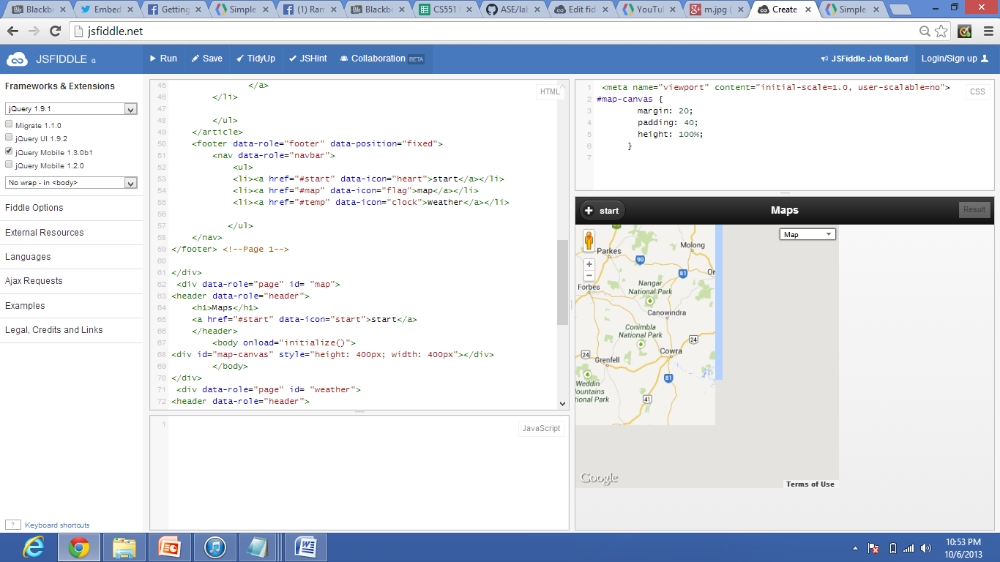 Blackbo
Embed
Getting
Simple
(1) Ram
Blackbo
CS551
ASE/lab
Edit fid
YouTub
m.jpg (
Create
Simple
jsfiddle.net
JSFIDDLE α
Run
Save
TidyUp
JSHint
Collaboration BETA
JSFiddle Job Board
Login/Sign up
Frameworks & Extensions
jQuery 1.9.1
Migrate 1.1.0
jQuery UI 1.9.2
jQuery Mobile 1.3.0b1
jQuery Mobile 1.2.0
No wrap - in <body>
Fiddle Options
External Resources
Languages
Ajax Requests
Examples
Legal, Credits and Links
? Keyboard shortcuts
HTML
45 </a>
46 </li>
47
48 </ul>
49 </article>
50 <footer data-role="footer" data-position="fixed">
51 <nav data-role="navbar">
52 <ul>
53 <li><a href="#start" data-icon="heart">start</a></li>
54 <li><a href="#map" data-icon="flag">map</a></li>
55 <li><a href="#temp" data-icon="clock">Weather</a></li>
56
57 </ul>
58 </nav>
59 </footer> <!--Page 1-->
60
61 </div>
62 <div data-role="page" id= "map">
63 <header data-role="header">
64 <h1>Maps</h1>
65 <a href="#start" data-icon="start">start</a>
66 </header>
67 <body onload="initialize()">
68 <div id="map-canvas" style="height: 400px; width: 400px"></div>
69 </body>
70 </div>
71 <div data-role="page" id= "weather">
72 <header data-role="header">
1
JavaScript
CSS
1 <meta name="viewport" content="initial-scale=1.0, user-scalable=no">
2 #map-canvas {
3 margin: 20;
4 padding: 40;
5 height: 100%;
6 }
7
start
Maps
Result
Map
Parkes
Molong
90
81
Or
Forbes
Nangar
National Park
Canowindra
Conimbla
National Park
24
24
Cowra
Grenfell
81
Weddin
Mountains
tional Park
41
Google
Terms of Use
10:53 PM
10/6/2013